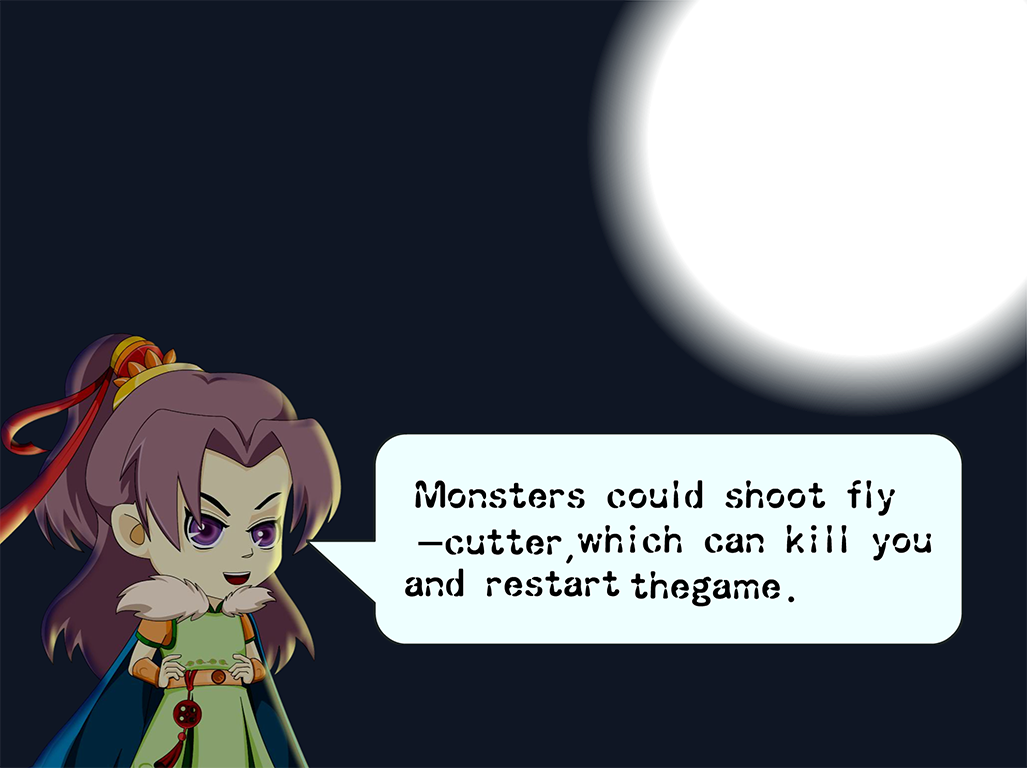 Monsters could shoot fly
—cutter,which can kill you
and restart thegame.